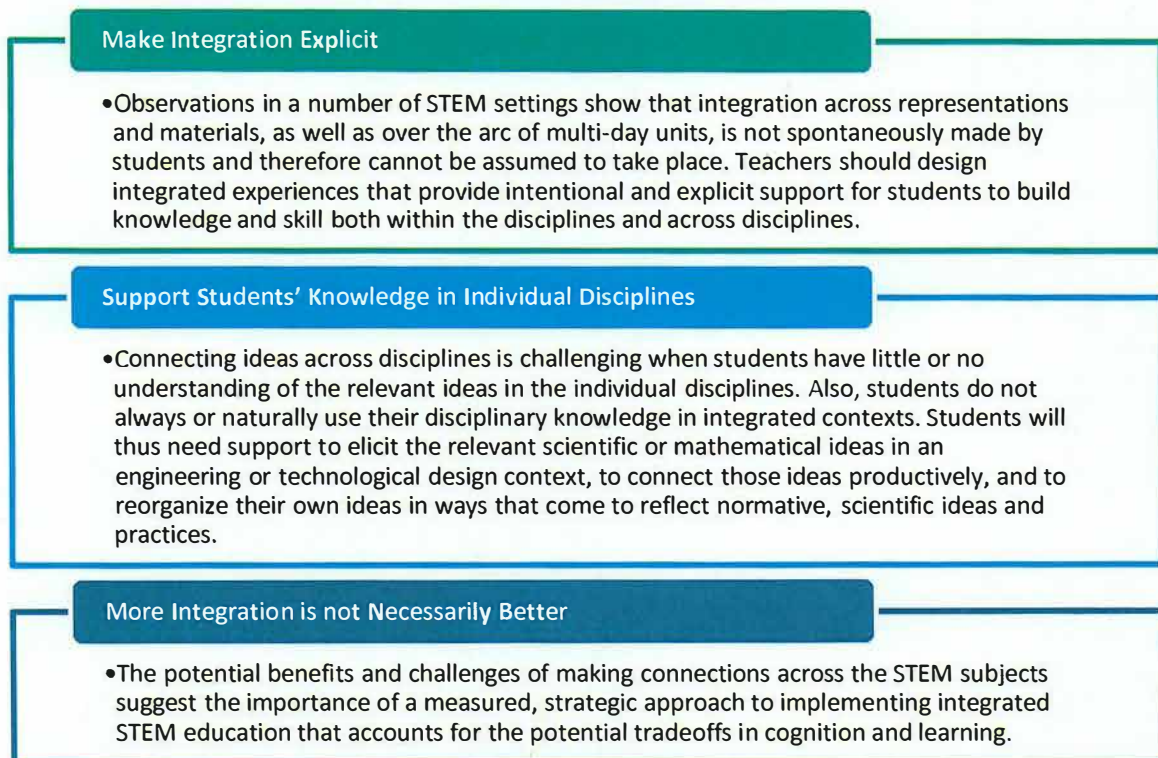 Make Integration Explicit
•Observations in a number of STEM settings show that integration across representations
and materials, as well as over the arc of multi-day units, is not spontaneously made by
students and therefore cannot be assumed to take place. Teachers should design
integrated experiences that provide intentional and explicit support for students to build
knowledge and skill both within the disciplines and across disciplines.
Support Students' Knowledge in Individual Disciplines
•Connecting ideas across disciplines is challenging when students have little or no
understanding of the relevant ideas in the individual disciplines. Also, students do not
always or naturally use their disciplinary knowledge in integrated contexts. Students will
thus need support to elicit the relevant scientific or mathematical ideas in an
engineering or technological design context, to connect those ideas productively, and to
reorganize their own ideas in ways that come to reflect normative, scientific ideas and
practices.
More Integration is not Necessarily Better
•The potential benefits and challenges of making connections across the STEM subjects
suggest the importance of a measured, strategic approach to implementing integrated
STEM education that accounts for the potential tradeoffs in cognition and learning.